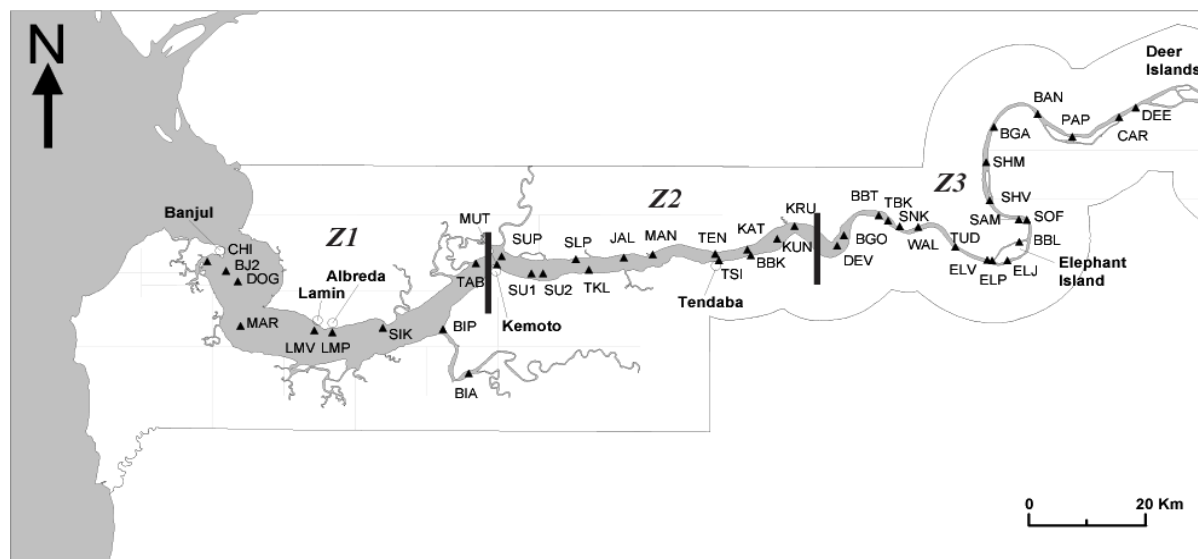 N
Deer
Islands
BAN
PAP
DEE
CAR
BGA
SHM
Z3
SHV
Z2
BBT
TBK
SNK
SAM
SOF
Banjul
MUT
KRU
KAT
Z1
SUP
SLP
JAL
MAN
TEN
CHI
BJ2
DOG
KUN
BGO
WAL
TUD
BBL
DEV
BBK
TSI
ELV
ELP
ELJ
Elephant
Island
Albreda
Lamin
TAB
SU1
SU2
TKL
Tendaba
MAR
LMV
LMP
SIK
BIP
Kemoto
BIA
0
20 Km